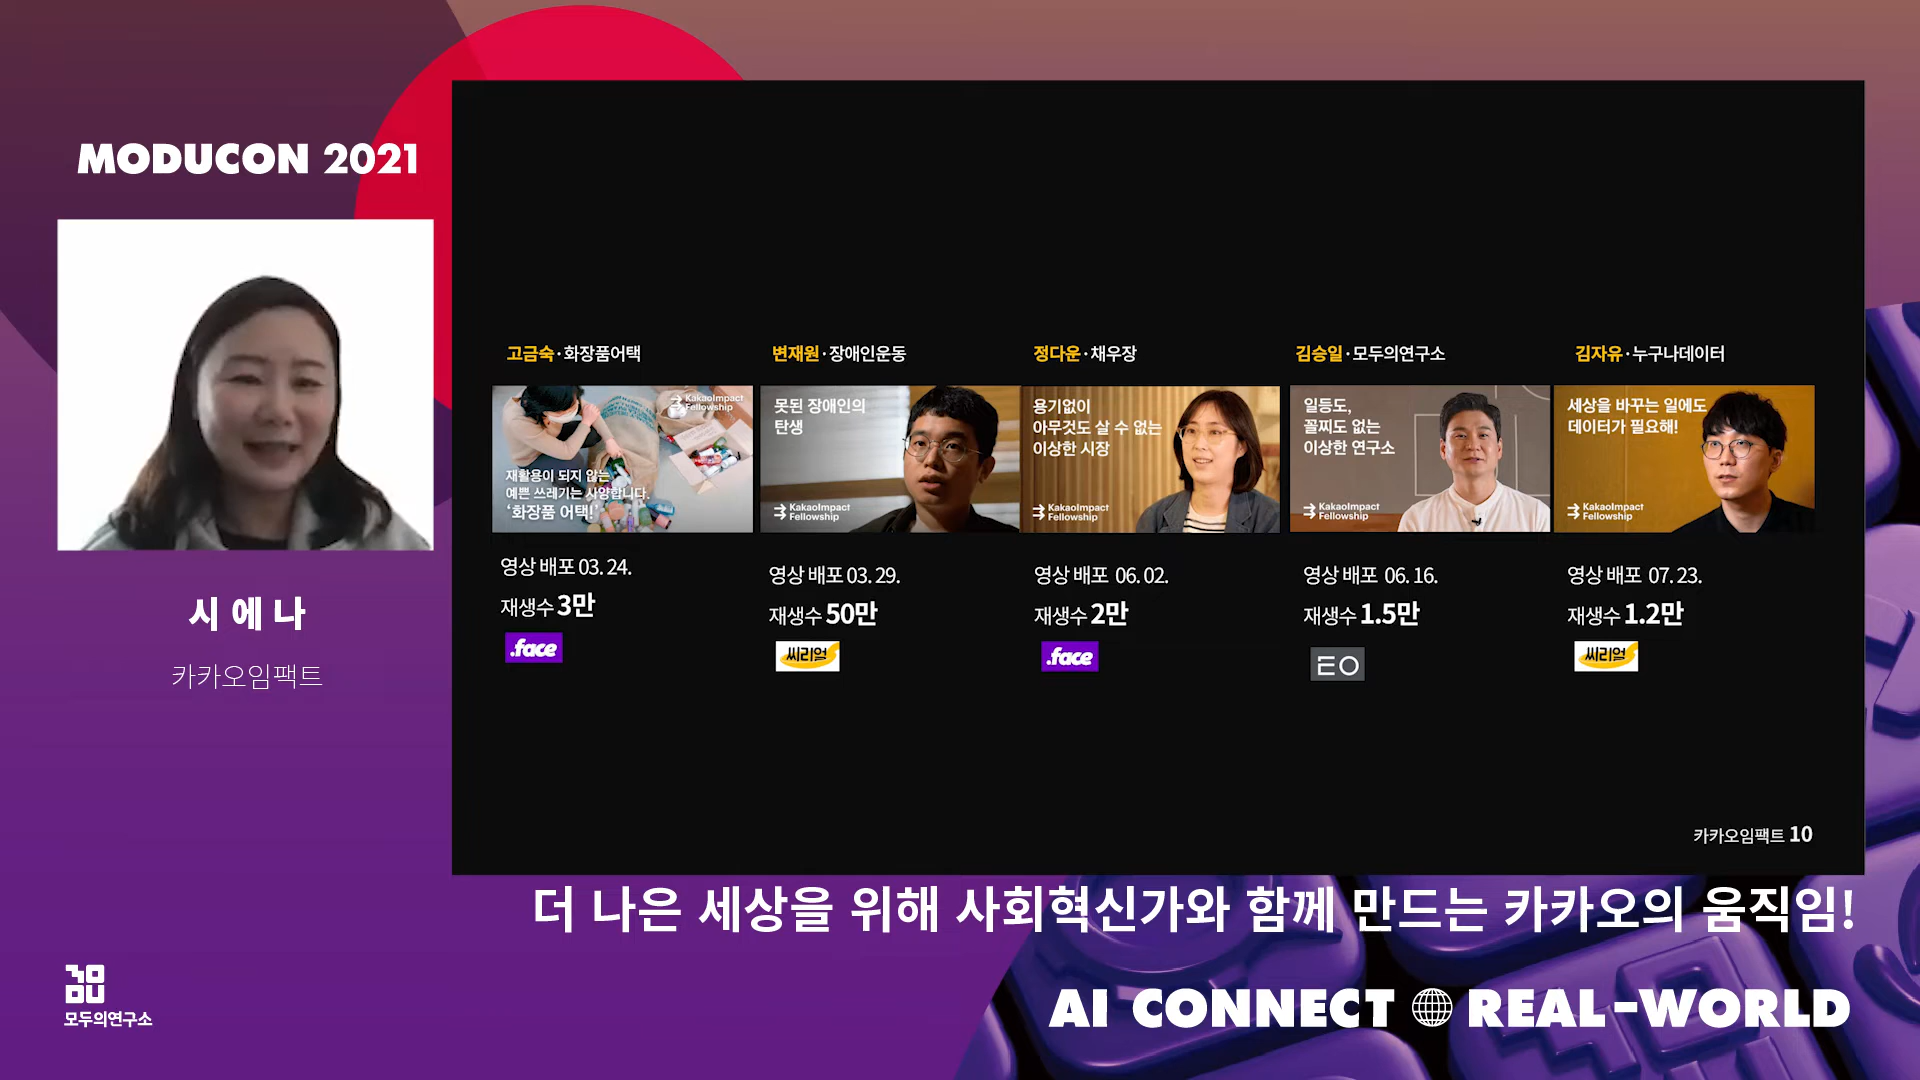 MODUCON 2021
시에나
카카오임팩트
고금숙·화장품어택
KakaoImpact
Fellowship
재활용이 되지 않는
예쁜 쓰레기는 사양합니다.
‘화장품 어택!’
영상 배포 03. 24.
재생수 3만
.face
변재원·장애인운동
못된 장애인의
탄생
KakaoImpact
Fellowship
영상 배포 03. 29.
재생수 50만
씨리얼
정다운·채우장
용기없이
아무것도 살 수 없는
이상한 시장
KakaoImpact
Fellowship
영상 배포 06. 02.
재생수 2만
.face
김승일·모두의연구소
일등도,
꼴찌도 없는
이상한 연구소
KakaoImpact
Fellowship
영상 배포 06. 16.
재생수 1.5만
EO
김자유·누구나데이터
세상을 바꾸는 일에도
데이터가 필요해!
KakaoImpact
Fellowship
영상 배포 07. 23.
재생수 1.2만
씨리얼
카카오임팩트 10
더 나은 세상을 위해 사회혁신가와 함께 만드는 카카오의 움직임!
모두의연구소
AI CONNECT REAL-WORLD